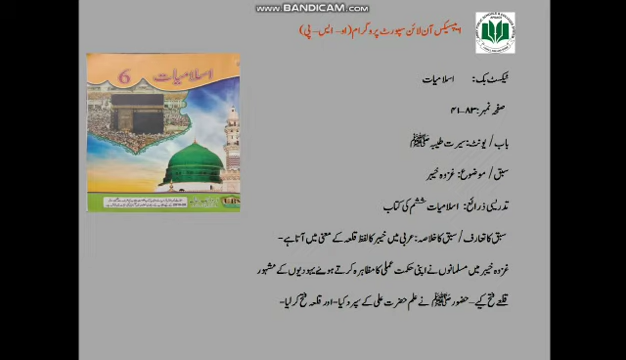 www.BANDICAM.com
ایپسیکس آن لائن سپورٹ پروگرام (او-ایس-پی)
اسلامیات 6
ٹیکسٹ بک: اسلامیات
صفحہ نمبر: ۸۳-۴۱
باب/یونٹ: سیرت طیبہ ﷺ
سبق/موضوع: غزوہ خیبر
تدریسی ذرائع: اسلامیات ششم کی کتاب
سبق کا تعارف/سبق کا خلاصہ: عربی میں خیبر کا لفظ قلعہ کے معنی میں آتا ہے-
غزوہ خیبر میں مسلمانوں نے اپنی حکمت عملی کا مظاہرہ کرتے ہوئے یہودیوں کے مشہور
قلعے فتح کیے- حضور ﷺ نے علم حضرت علی کے سپرد کیا- اور قلعہ فتح کر لیا-